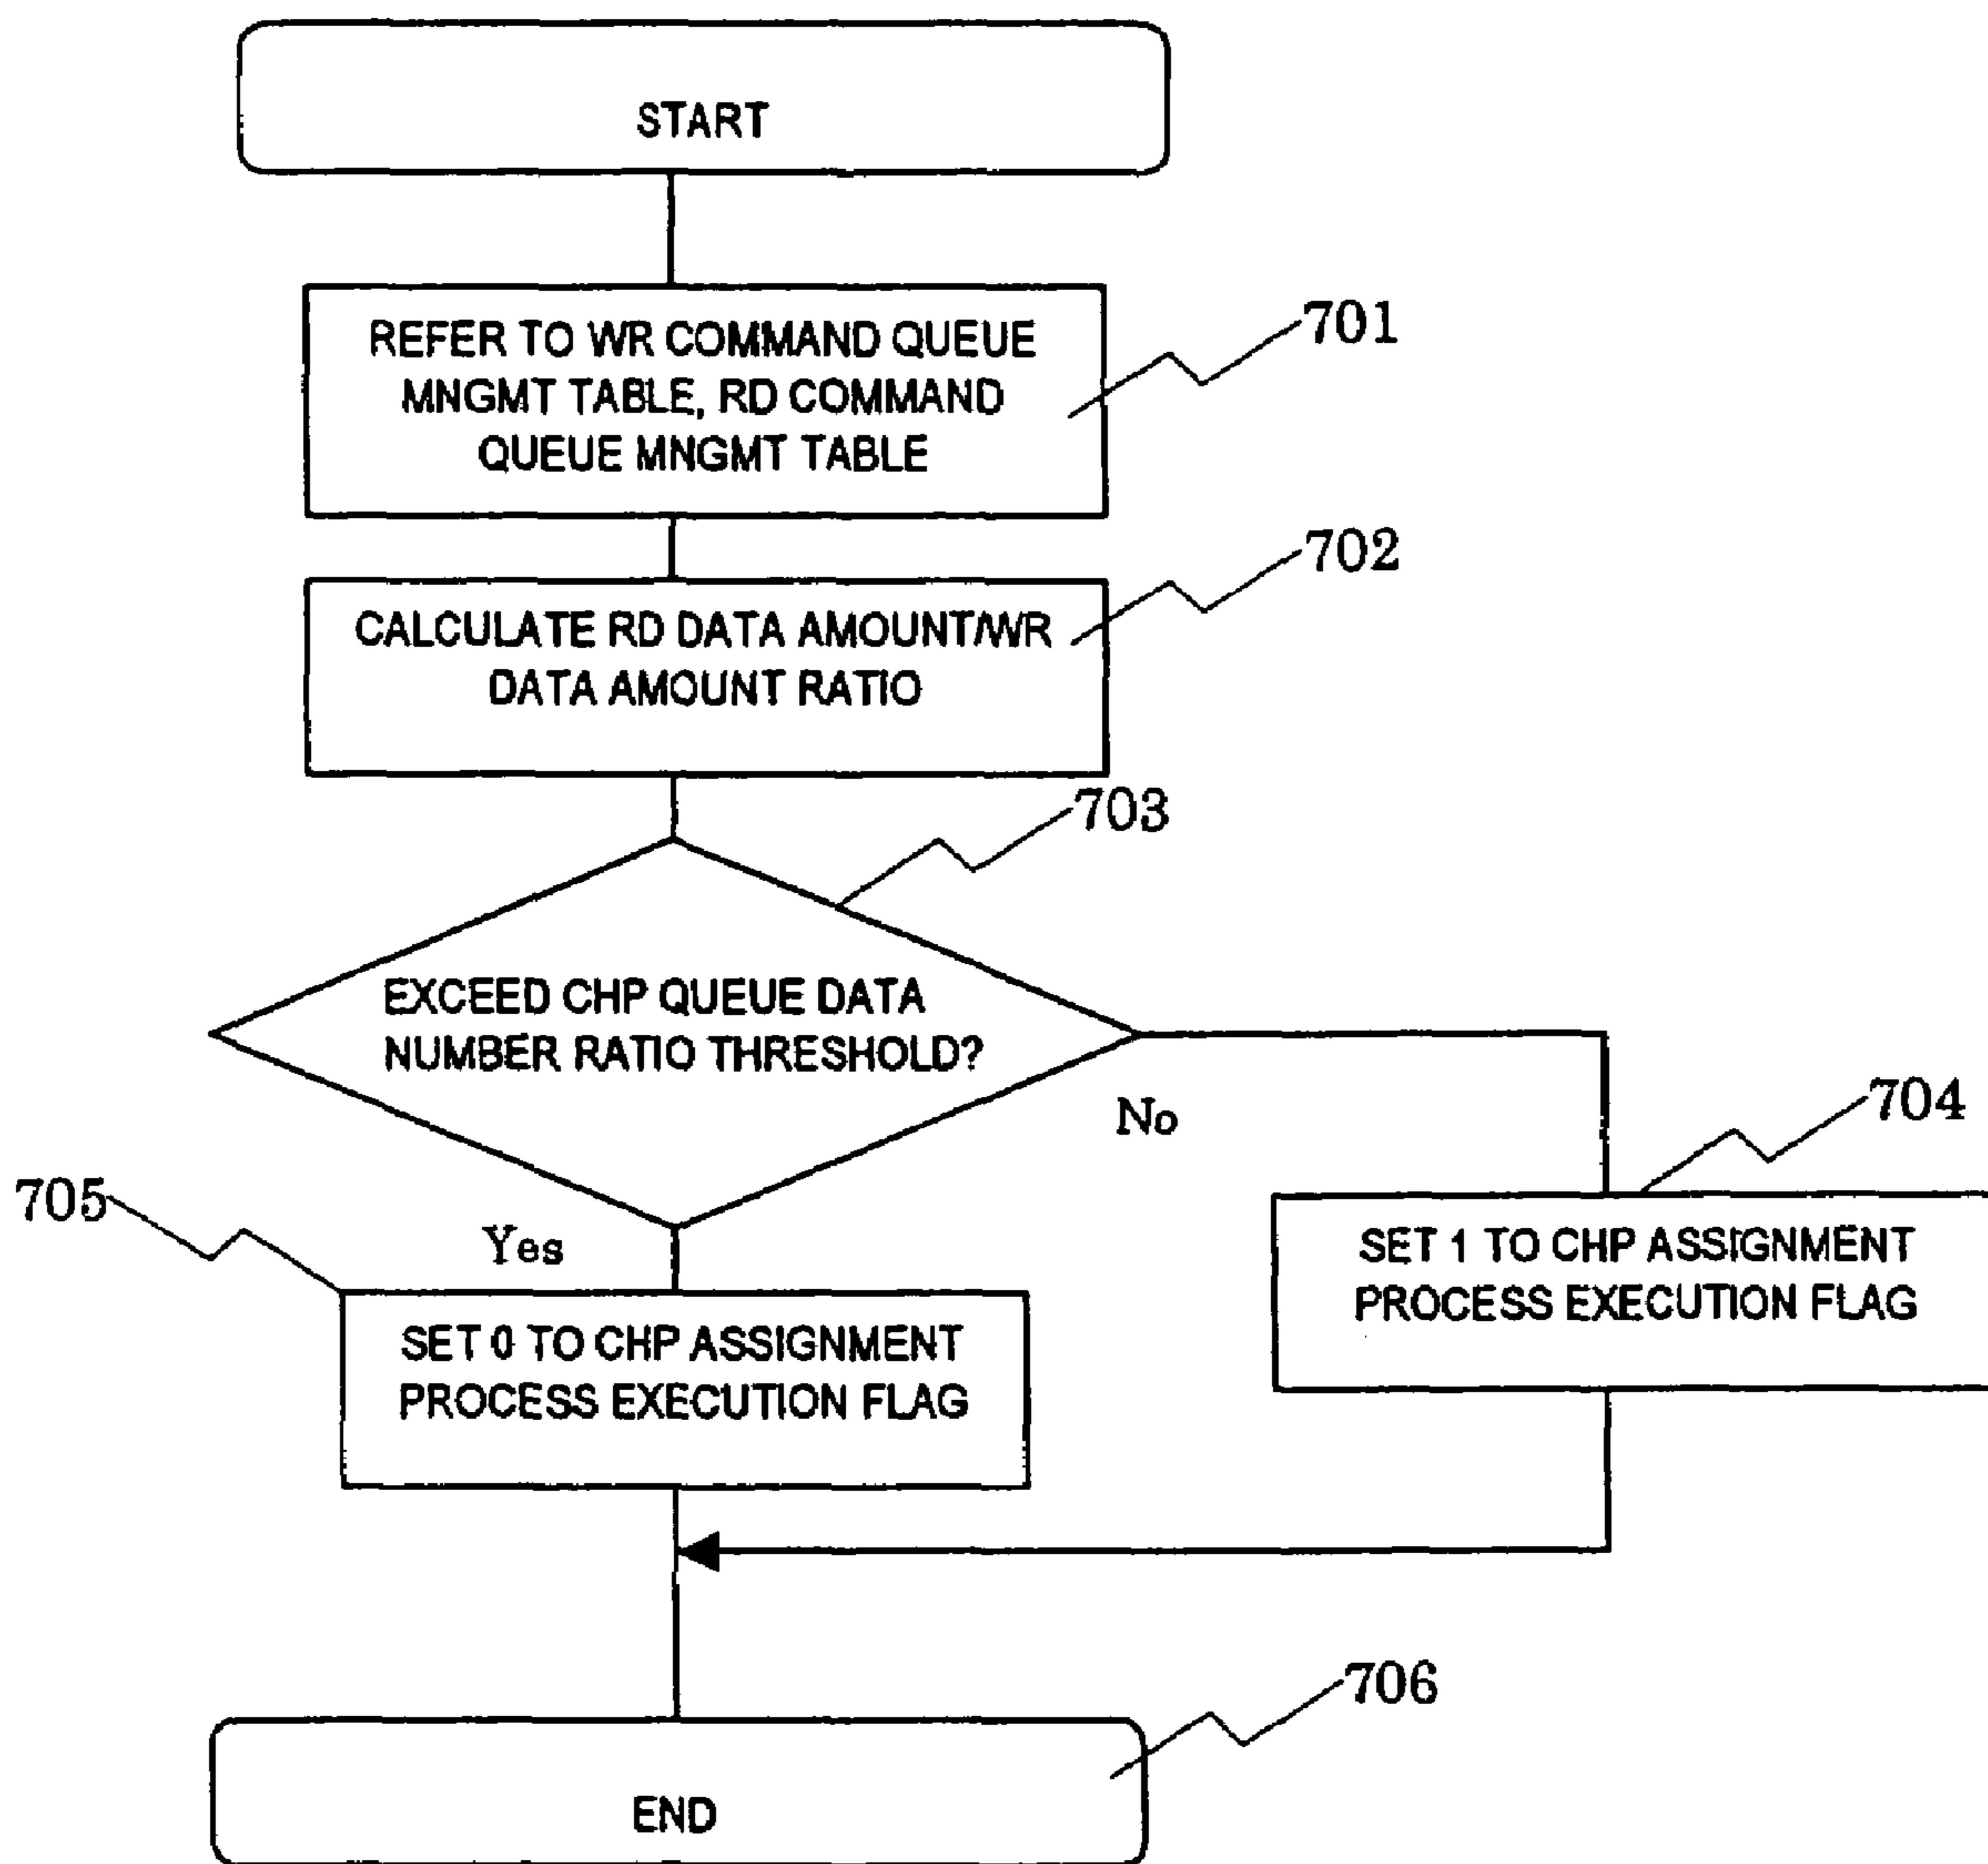 START
REFER TO WR COMMAND QUEUE
MNGMT TABLE, RD COMMAND
QUEUE MNGMT TABLE
701
CALCULATE RD DATA AMOUNT/WR
DATA AMOUNT RATIO
702
703
EXCEED CHP QUEUE DATA
NUMBER RATIO THRESHOLD?
No
704
SET 1 TO CHP ASSIGNMENT
PROCESS EXECUTION FLAG
705
Yes
SET 0 TO CHP ASSIGNMENT
PROCESS EXECUTION FLAG
706
END